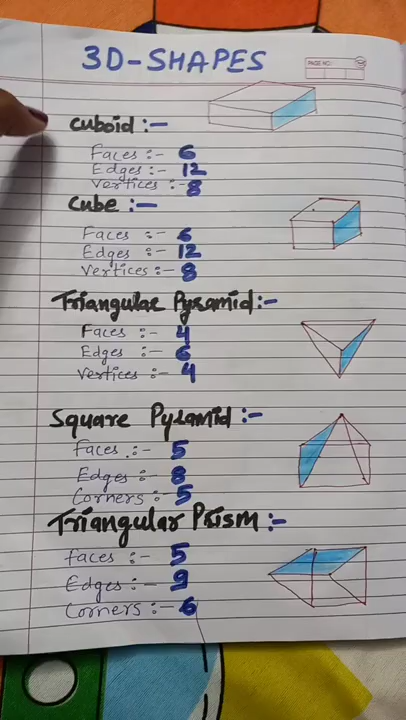 3D-SHAPES
PAGE NO:
Cuboid :-
Faces :- 6
Edges :- 12
Vertices :- 8
Cube :-
Faces :- 6
Edges :- 12
Vertices :- 8
Triangular Pyramid :-
Faces :- 4
Edges :- 6
Vertices :- 4
Square Pyramid :-
Faces :- 5
Edges :- 8
Corners :- 5
Triangular Prism :-
faces :- 5
Edges :- 9
Corners :- 6